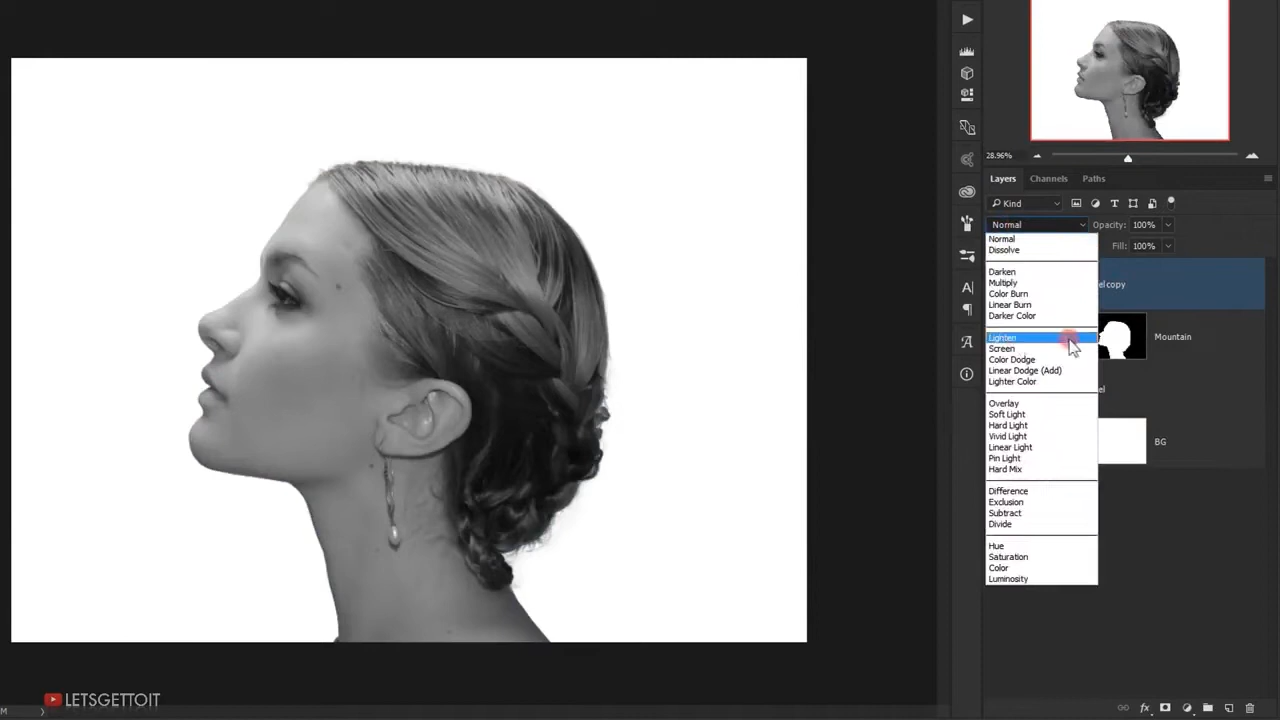 28.96%
Layers Channels Paths
Kind
Normal Opacity: 100%
Normal
Dissolve
Fill: 100%
Darken
Multiply
Color Burn
Linear Burn
Darker Color
Lighten
Screen
Color Dodge
Linear Dodge (Add)
Lighter Color
Overlay
Soft Light
Hard Light
Vivid Light
Linear Light
Pin Light
Hard Mix
Difference
Exclusion
Subtract
Divide
Hue
Saturation
Color
Luminosity
el copy
Mountain
el
BG
LETSGETTOIT
M